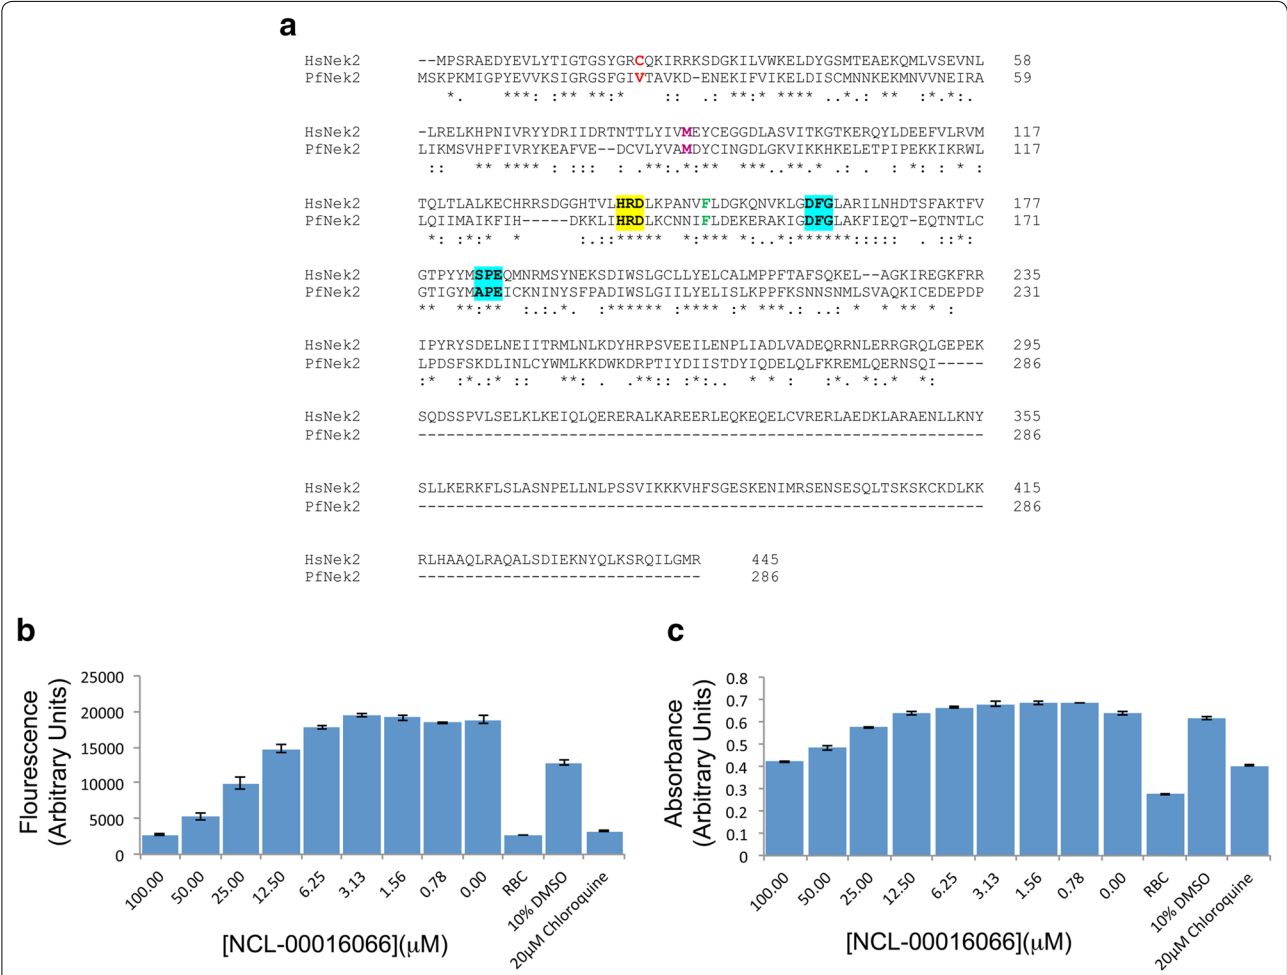 a
HsNek2 --MPSRAEDYEVLYTIGTGSYGRCQKIRRKSDGKILVWKELDYGSMTEAEKQMLVSEVNL 58
PfNek2 MSKPKMIGPYEVVKSIGRGSFGIVTAVKD-ENEKIFVIKELDISCMNNKEKMNVVNEIRA 59
*. ***: :** **:* :: .: **:* **** ..*.: ** :*.*:.
HsNek2 -LRELKHPNIVRYYDRIIDRTNTTLYIVMEYCEGGDLASVITKGTKERQYLDEEFVLRVM 117
PfNek2 LIKMSVHPFIVRYKEAFVE--DCVLYVAMDYCINGDLGKVIKKHKELETPIPEKKIKRWL 117
:: ** **** : ::: : .**:.*:** .***..**.* .: : *: : * :
HsNek2 TQLTLALKECHRRSDGGHTVLHRDLKPANVFLDGKQNVKLGDFGLARILNHDTSFAKTFV 177
PfNek2 LQIIMAIKFIH-----DKKLIHRDLKCNNIFLDEKERAKIGDFGLAKFIEQT-EQTNTLC 171
*: :*:* * :.::***** *:*** *:..*:******:::::: . ::*:
HsNek2 GTPYYMSPEQMNRMSYNEKSDIWSLGCLLYELCALMPPFTAFSQKEL--AGKIREGKFRR 235
PfNek2 GTIGYMAPEICKNINYSFPADIWSLGIILYELISLKPPFKSNNSNMLSVAQKICEDEPDP 231
** **:** :.:.*. :****** :**** :* ***.: ..: * * ** *.:
HsNek2 IPYRYSDELNEIITRMLNLKDYHRPSVEEILENPLIADLVADEQRRNLERRGRQLGEPEK 295
PfNek2 LPDSFSKDLINLCYWMLKKDWKDRPTIYDIISTDYIQDELQLFKREMLQERNSQI----- 286
:* :*.:* :: **: . .**:: :*:.. * * : :*. *:.*. *:
HsNek2 SQDSSPVLSELKLKEIQLQERERALKAREERLEQKEQELCVRERLAEDKLARAENLLKNY 355
PfNek2 ------------------------------------------------------------ 286
HsNek2 SLLKERKFLSLASNPELLNLPSSVIKKKVHFSGESKENIMRSENSESQLTSKSKCKDLKK 415
PfNek2 ------------------------------------------------------------ 286
HsNek2 RLHAAQLRAQALSDIEKNYQLKSRQILGMR 445
PfNek2 ------------------------------ 286
b
Flourescence
(Arbitrary Units)
25000
20000
15000
10000
5000
0
100.00 50.00 25.00 12.50 6.25 3.13 1.56 0.78 0.00 RBC 10% DMSO 20µM Chloroquine
[NCL-00016066](µM)
c
Absorbance
(Arbitrary Units)
0.8
0.7
0.6
0.5
0.4
0.3
0.2
0.1
0
100.00 50.00 25.00 12.50 6.25 3.13 1.56 0.78 0.00 RBC 10% DMSO 20µM Chloroquine
[NCL-00016066](µM)